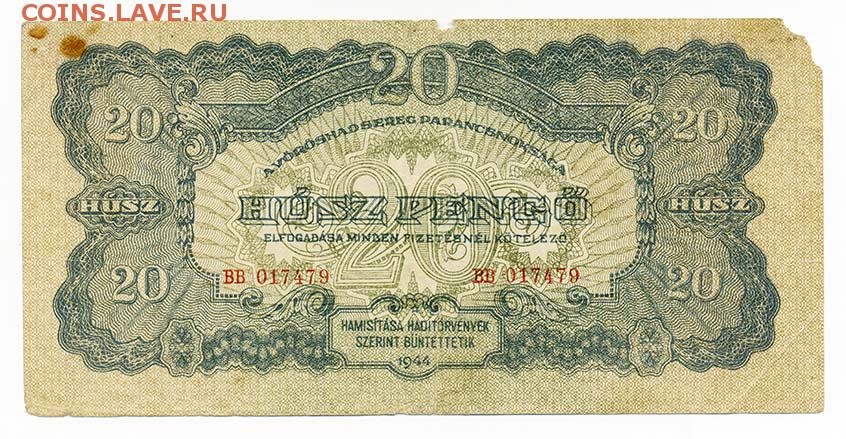 COINS.LAVE.RU
20
A VÖRÖSHADSEREG PARANCSNOKSÁGA
20 20
20
HÚSZ HÚSZ PENGŐ HÚSZ
ELFOGADÁSA MINDEN FIZETÉSNÉL KÖTELEZŐ
BB 017479 BB 017479
20 20
HAMISÍTÁSA HADITÖRVÉNYEK
SZERINT BÜNTETTETIK
1944